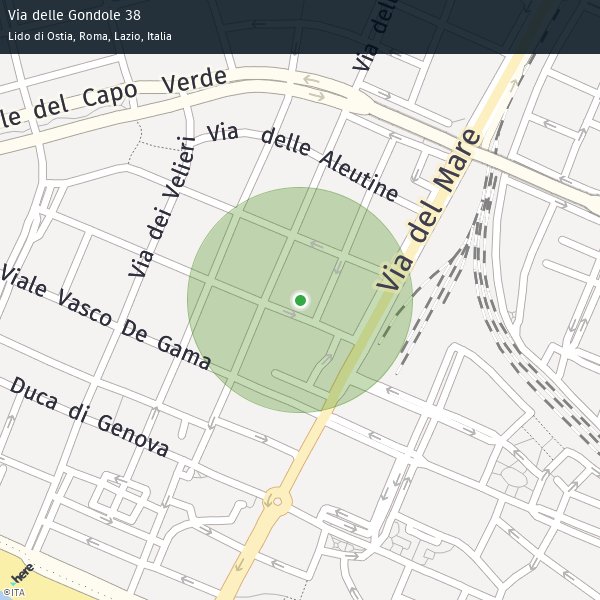 Via delle Gondole 38
Lido di Ostia, Roma, Lazio, Italia
Via dell
le del Capo Verde
Via delle Aleutine
Via dei Velieri
Via del Mare
Viale Vasco De Gama
Duca di Genova
here
©ITA